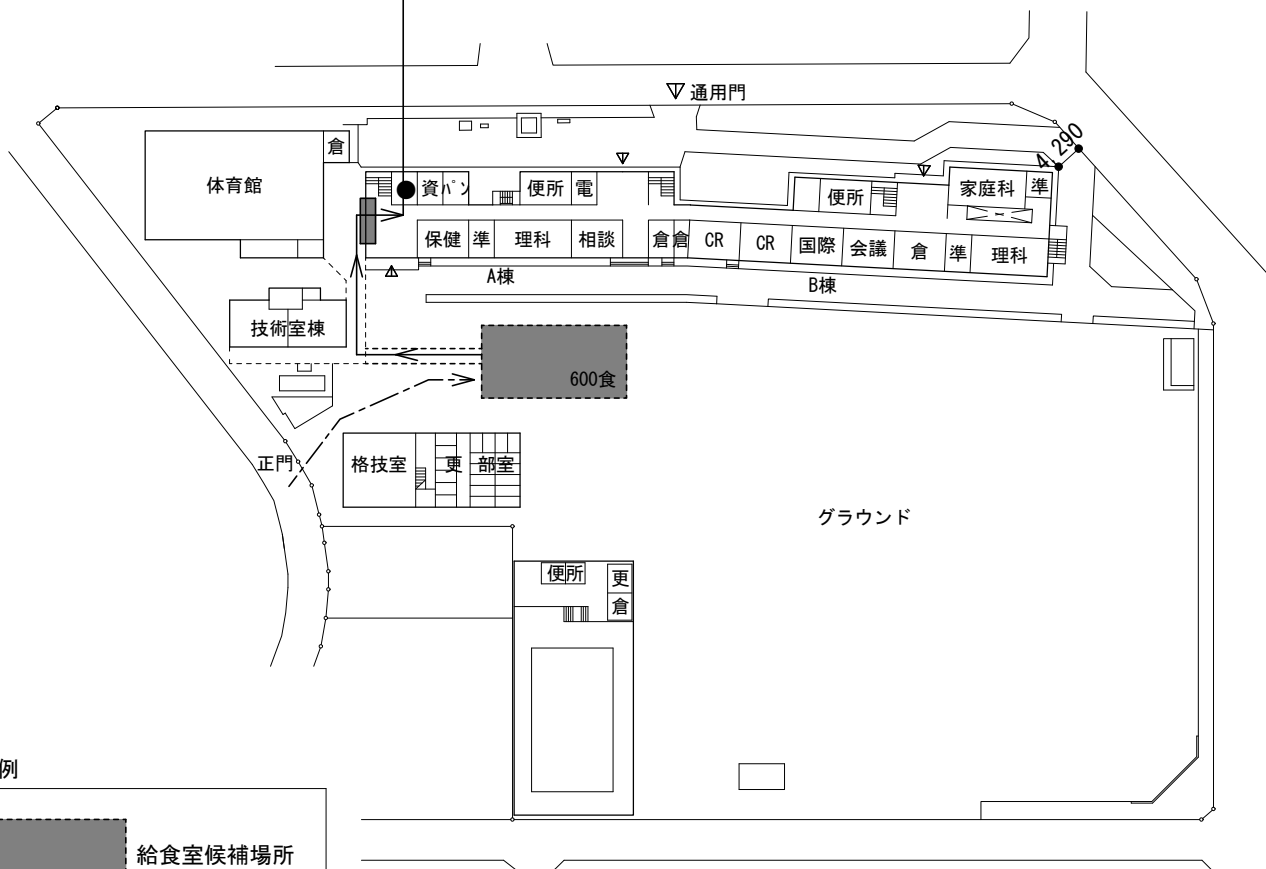 通用門
4,290
倉
体育館
資 パン
便所 電
便所
家庭科 準
保健 準 理科 相談 倉 倉 CR CR 国際 会議 倉 準 理科
A棟
B棟
技術室棟
600食
正門
格技室 更 部室
グラウンド
便所 更
倉
例
給食室候補場所